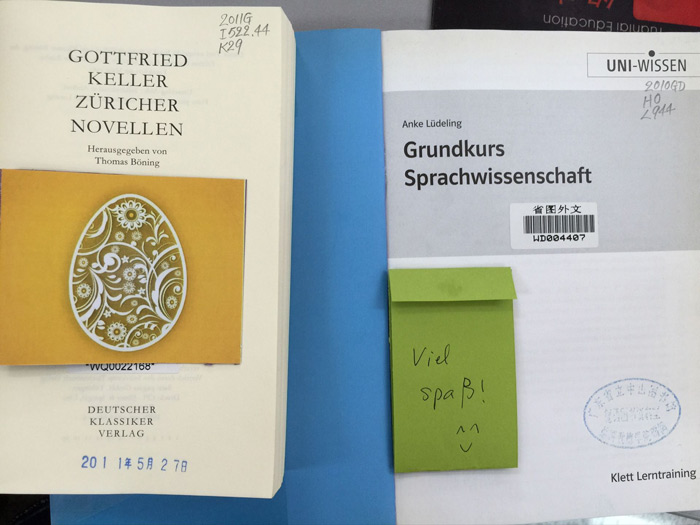 2011G
I522.44
K29
GOTTFRIED
KELLER
ZÜRICHER
NOVELLEN
Herausgegeben von
Thomas Böning
*WQ0022168*
DEUTSCHER
KLASSIKER
VERLAG
2011年5月27日
Education
UNI-WISSEN
2010GD
H0
L944
Anke Lüdeling
Grundkurs
Sprachwissenschaft
省图外文
WD004407
Viel
spaß!
^^
Klett Lerntraining